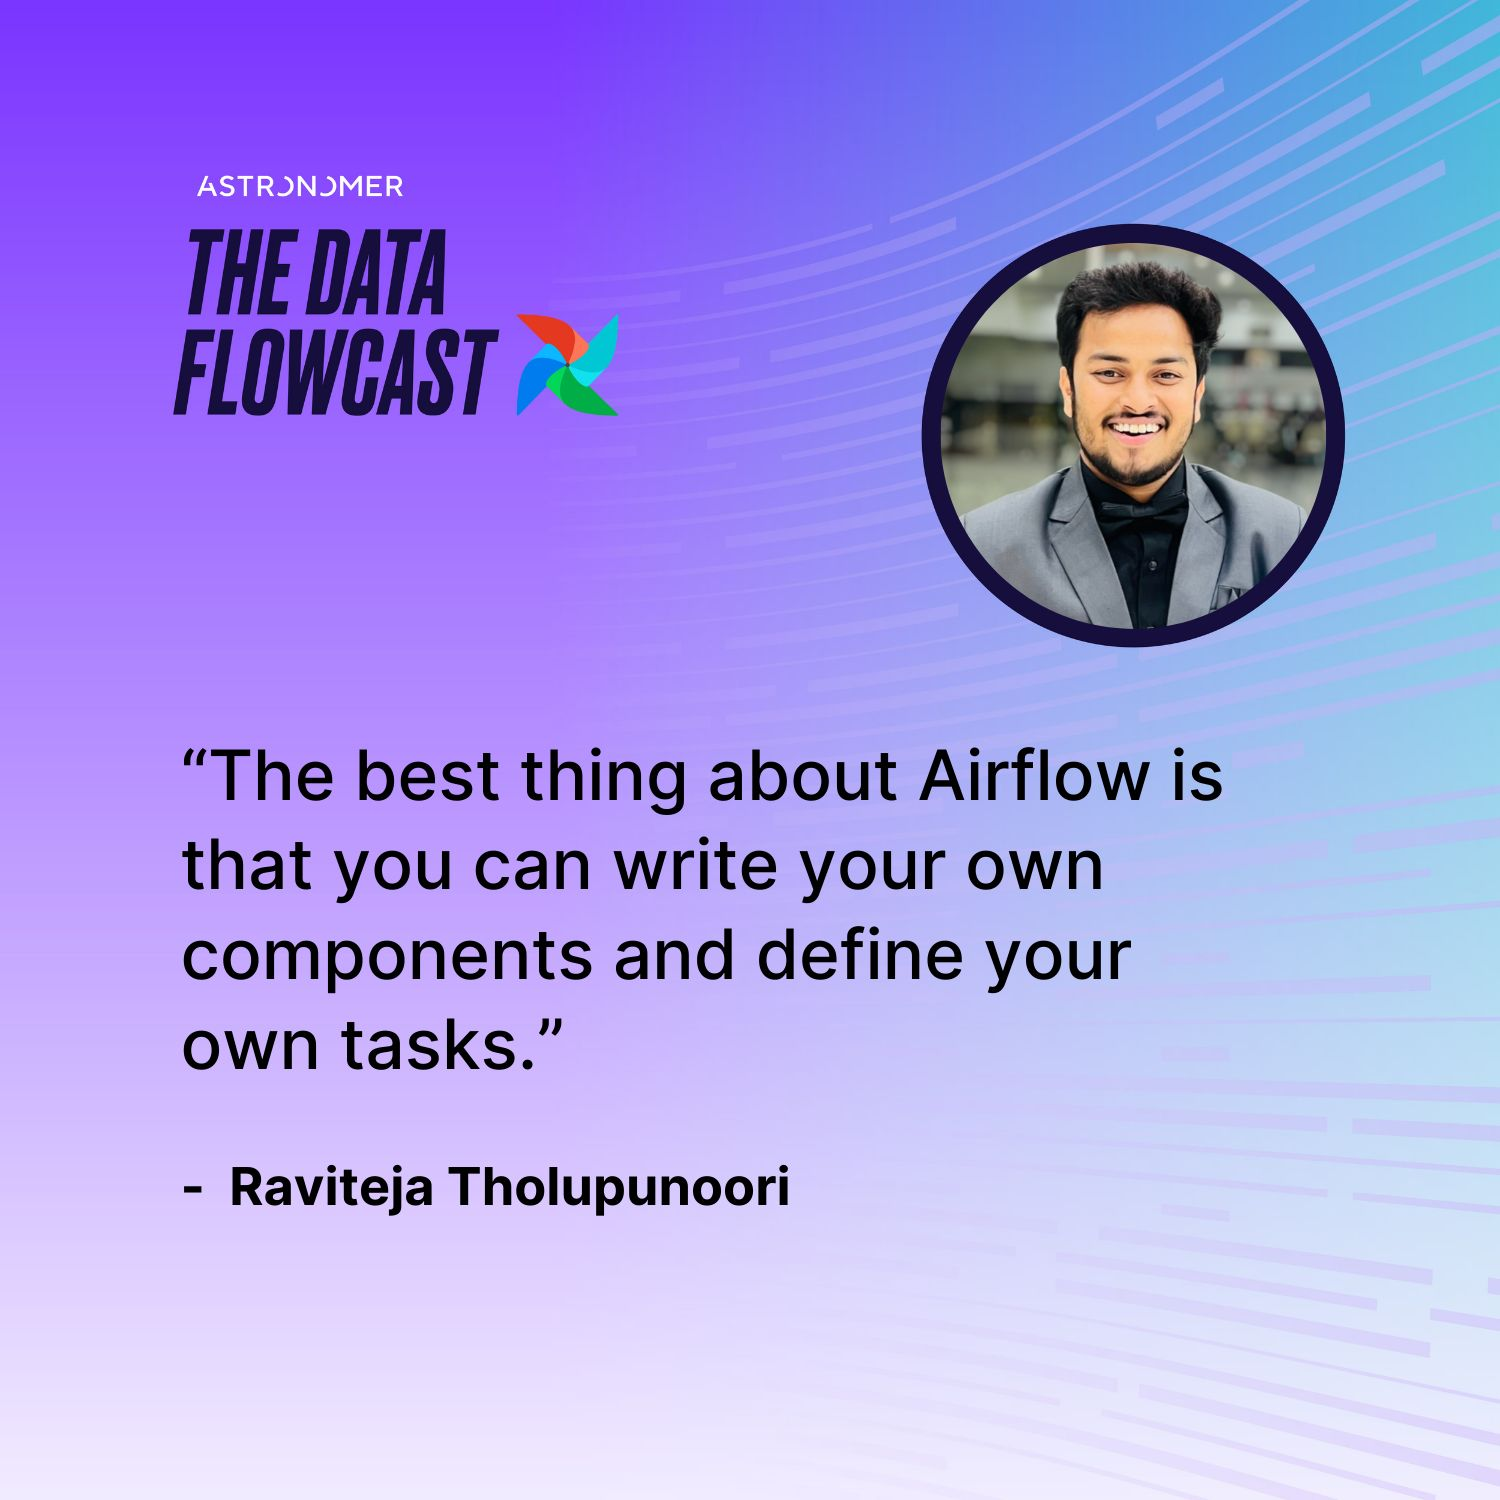 ASTRONOMER
THE DATA
FLOWCAST
“The best thing about Airflow is
that you can write your own
components and define your
own tasks.”
- Raviteja Tholupunoori